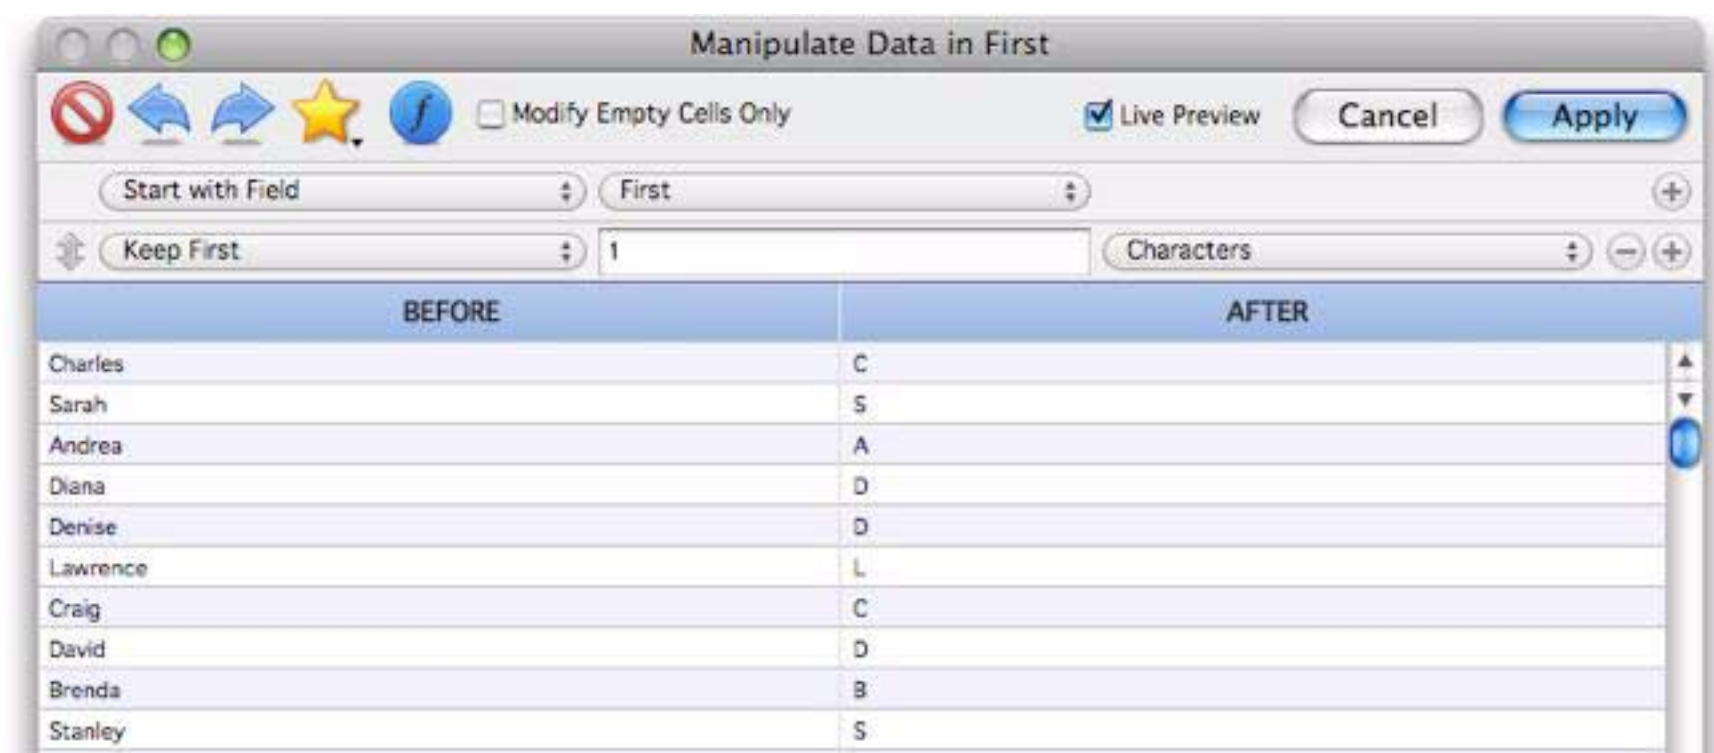 Manipulate Data in First
f Modify Empty Cells Only Live Preview Cancel Apply
Start with Field First
Keep First 1 Characters
BEFORE AFTER
Charles C
Sarah S
Andrea A
Diana D
Denise D
Lawrence L
Craig C
David D
Brenda B
Stanley S